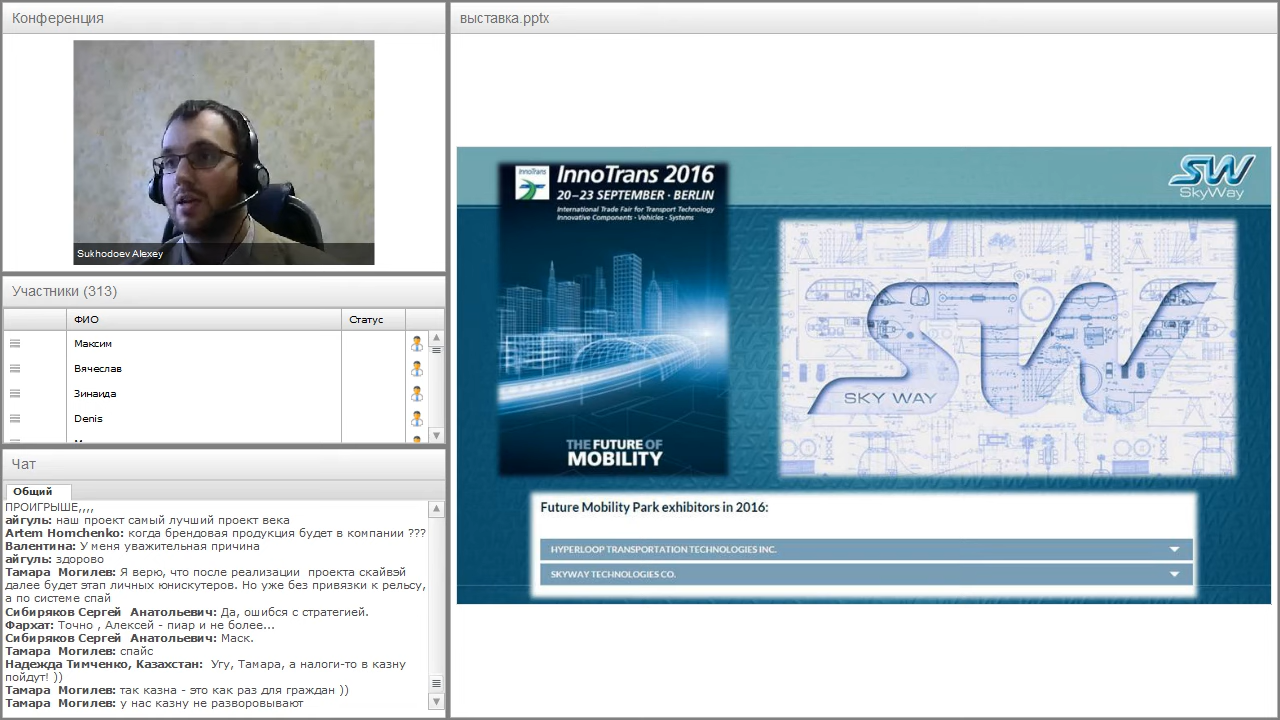 Конференция
Sukhodoev Alexey
Участники (313)
ФИО
Статус
Максим
Вячеслав
Зинаида
Denis
Чат
Общий
ПРОИГРЫШЕ,,,,
айгуль: наш проект самый лучший проект века
Artem Homchenko: когда брендовая продукция будет в компании ???
Валентина: У меня уважительная причина
айгуль: здорово
Тамара Могилев: Я верю, что после реализации проекта скайвэй
далее будет этап личных юнискутеров. Но уже без привязки к рельсу,
а по системе спай
Сибиряков Сергей Анатольевич: Да, ошибся с стратегией.
Фархат: Точно , Алексей - пиар и не более...
Сибиряков Сергей Анатольевич: Маск.
Тамара Могилев: спайс
Надежда Тимченко, Казахстан: Угу, Тамара, а налоги-то в казну
пойдут! ))
Тамара Могилев: так казна - это как раз для граждан ))
Тамара Могилев: у нас казну не разворовывают
выставка.pptx
InnoTrans
InnoTrans 2016
20–23 SEPTEMBER · BERLIN
International Trade Fair for Transport Technology
Innovative Components · Vehicles · Systems
THE FUTURE OF
MOBILITY
SW
SkyWay
SW
SKY WAY
Future Mobility Park exhibitors in 2016:
HYPERLOOP TRANSPORTATION TECHNOLOGIES INC.
SKYWAY TECHNOLOGIES CO.